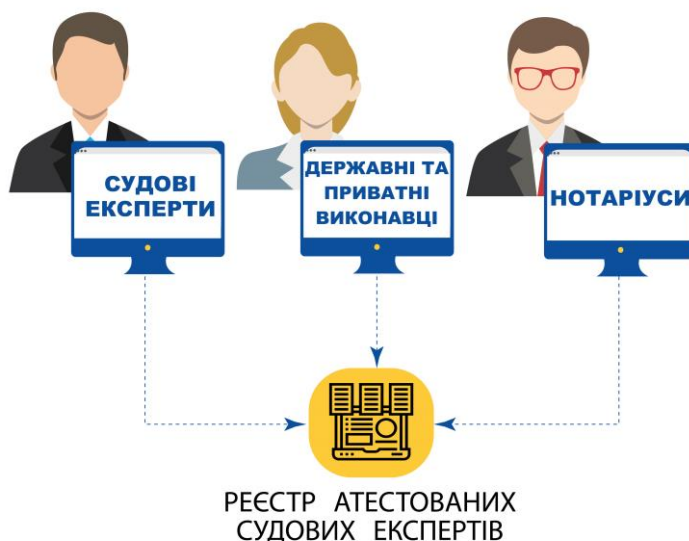 СУДОВІ
ЕКСПЕРТИ
ДЕРЖАВНІ ТА
ПРИВАТНІ
ВИКОНАВЦІ
НОТАРІУСИ
РЕЄСТР АТЕСТОВАНИХ
СУДОВИХ ЕКСПЕРТІВ